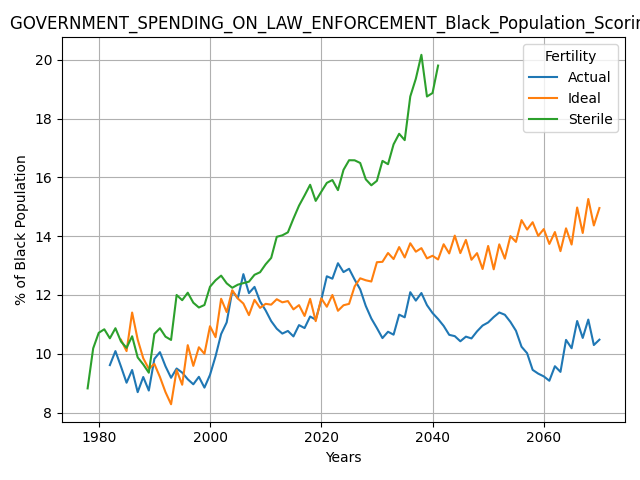 GOVERNMENT_SPENDING_ON_LAW_ENFORCEMENT_Black_Population_Scorin
Fertility
Actual
Ideal
Sterile
% of Black Population
20
18
16
14
12
10
8
1980 2000 2020 2040 2060
Years